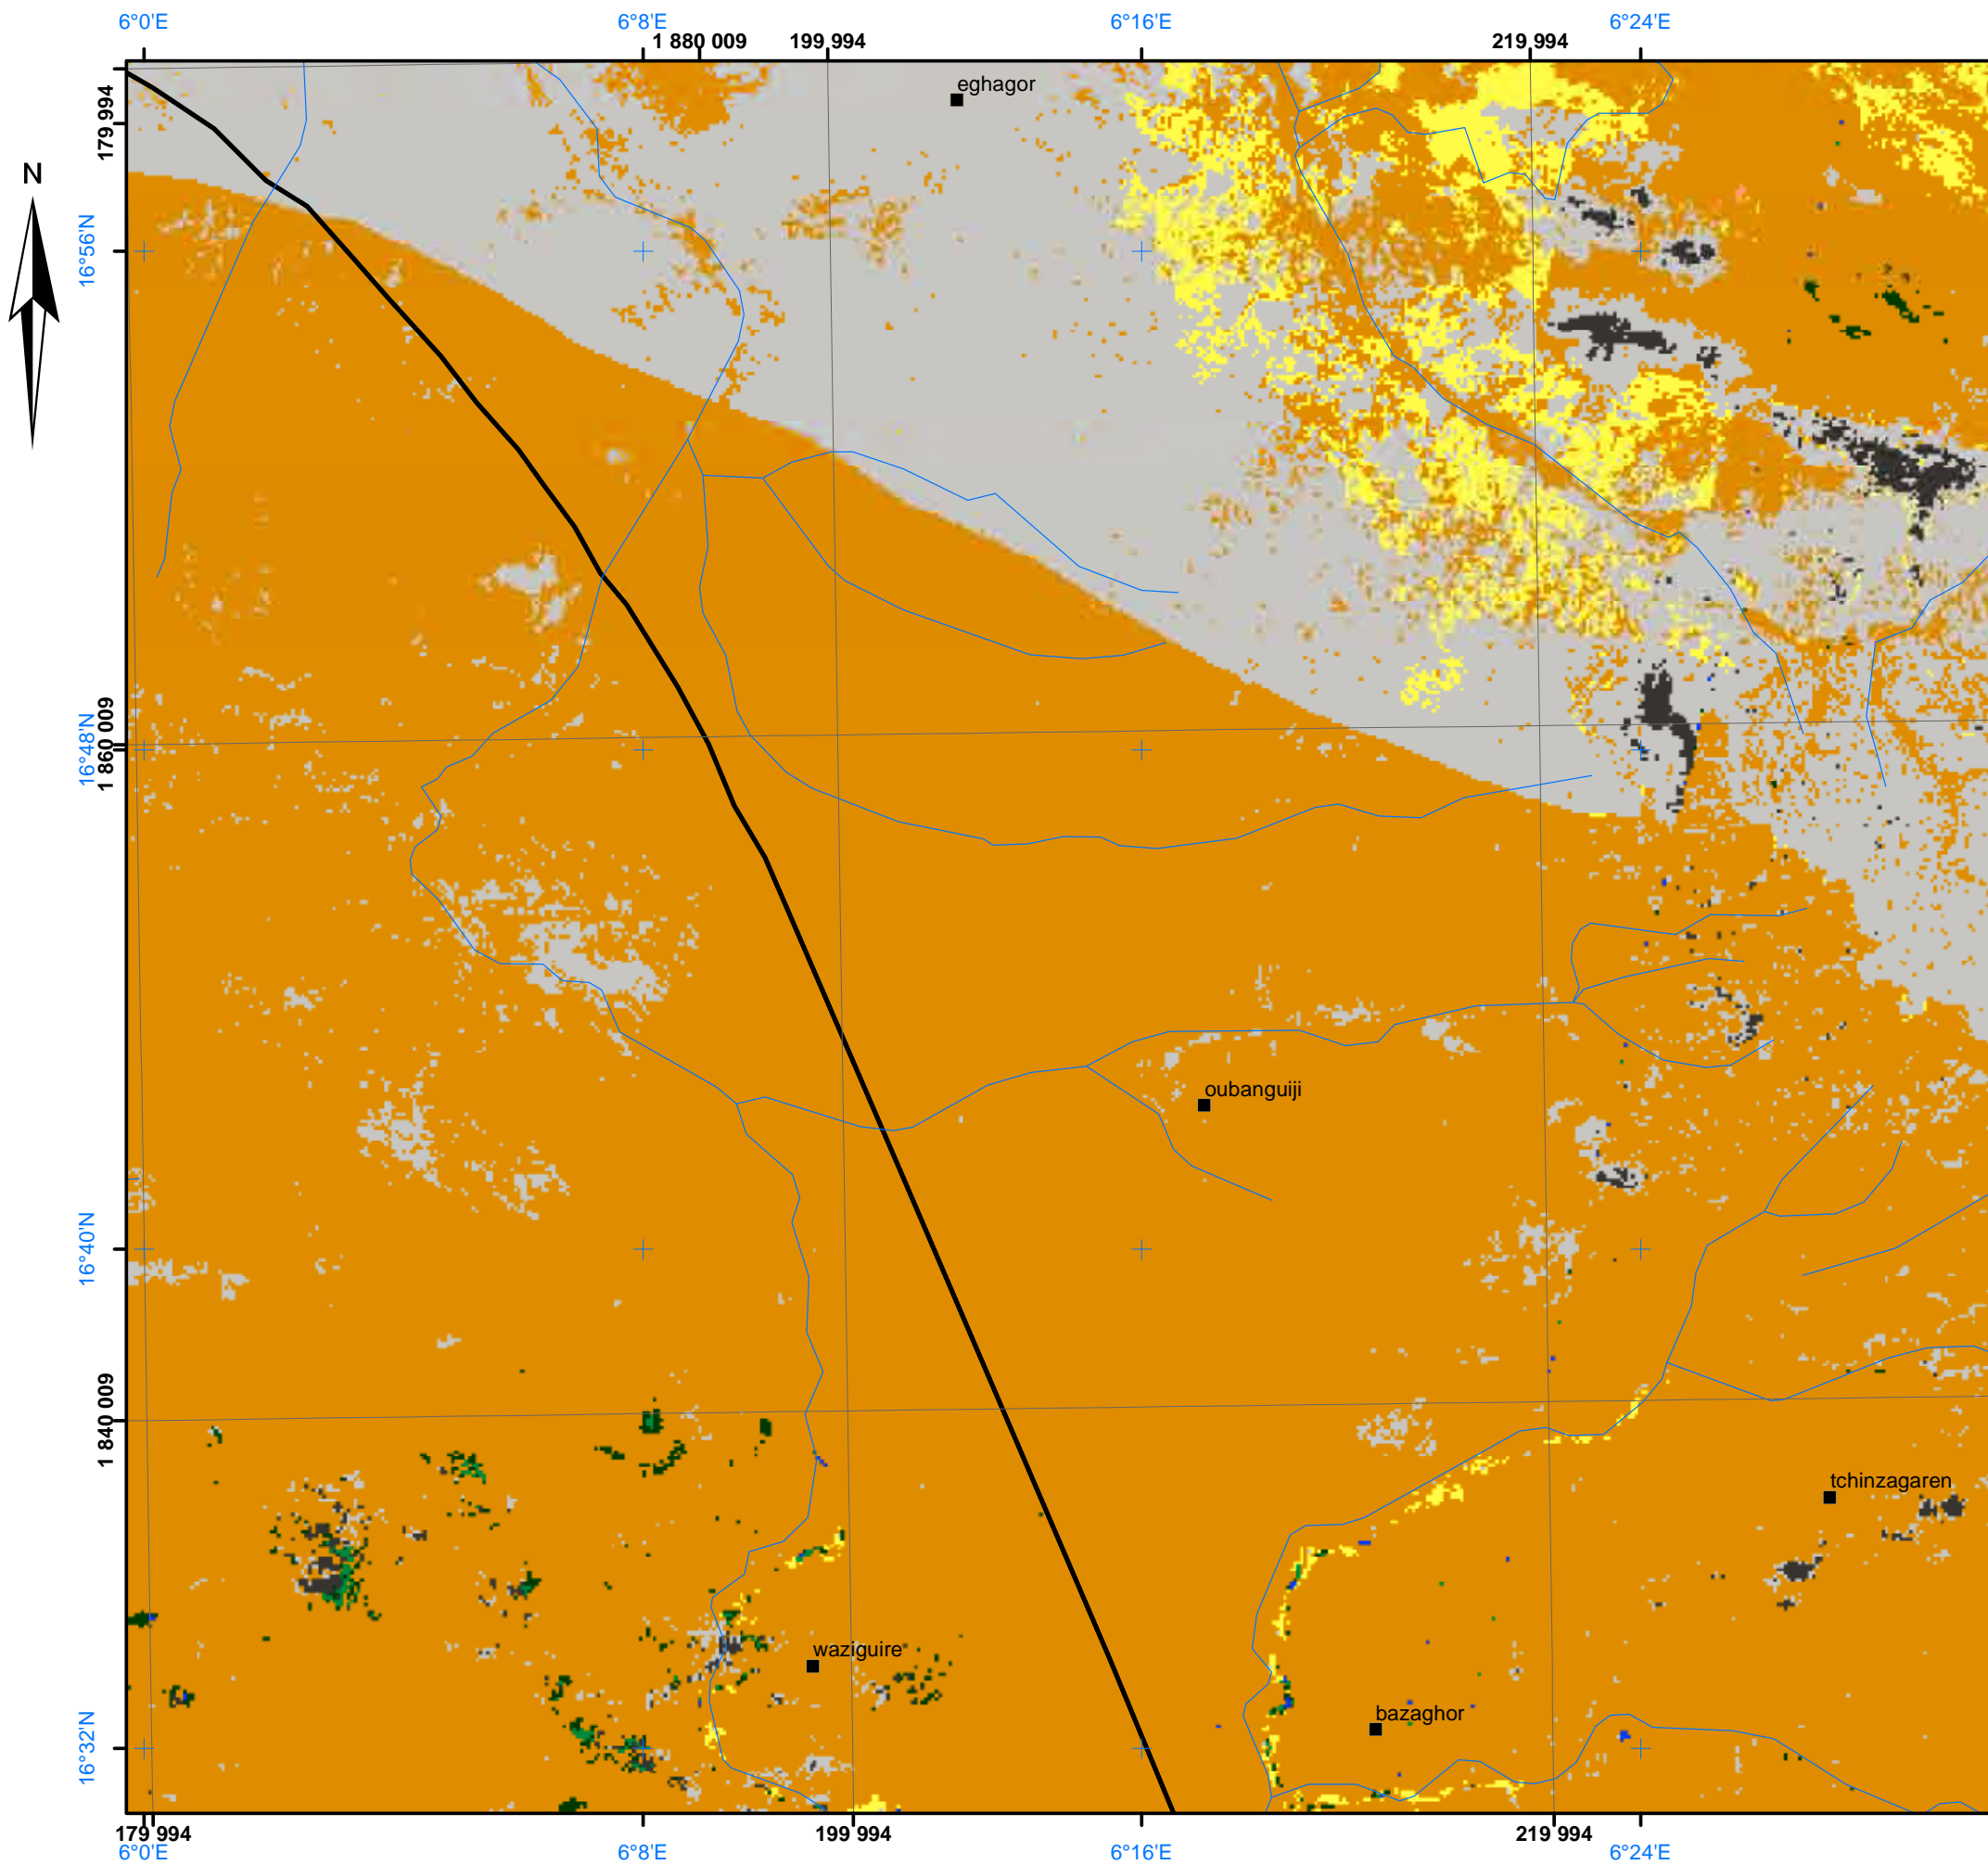 6°0'E 6°8'E 6°16'E 6°24'E
1 880 009 199 994 219 994
eghagor
179 994
N
16°56'N
16°48'N
1 860 009
oubanguiji
16°40'N
1 840 009
tchinzagaren
waziguire
bazaghor
16°32'N
179 994 199 994 219 994
6°0'E 6°8'E 6°16'E 6°24'E